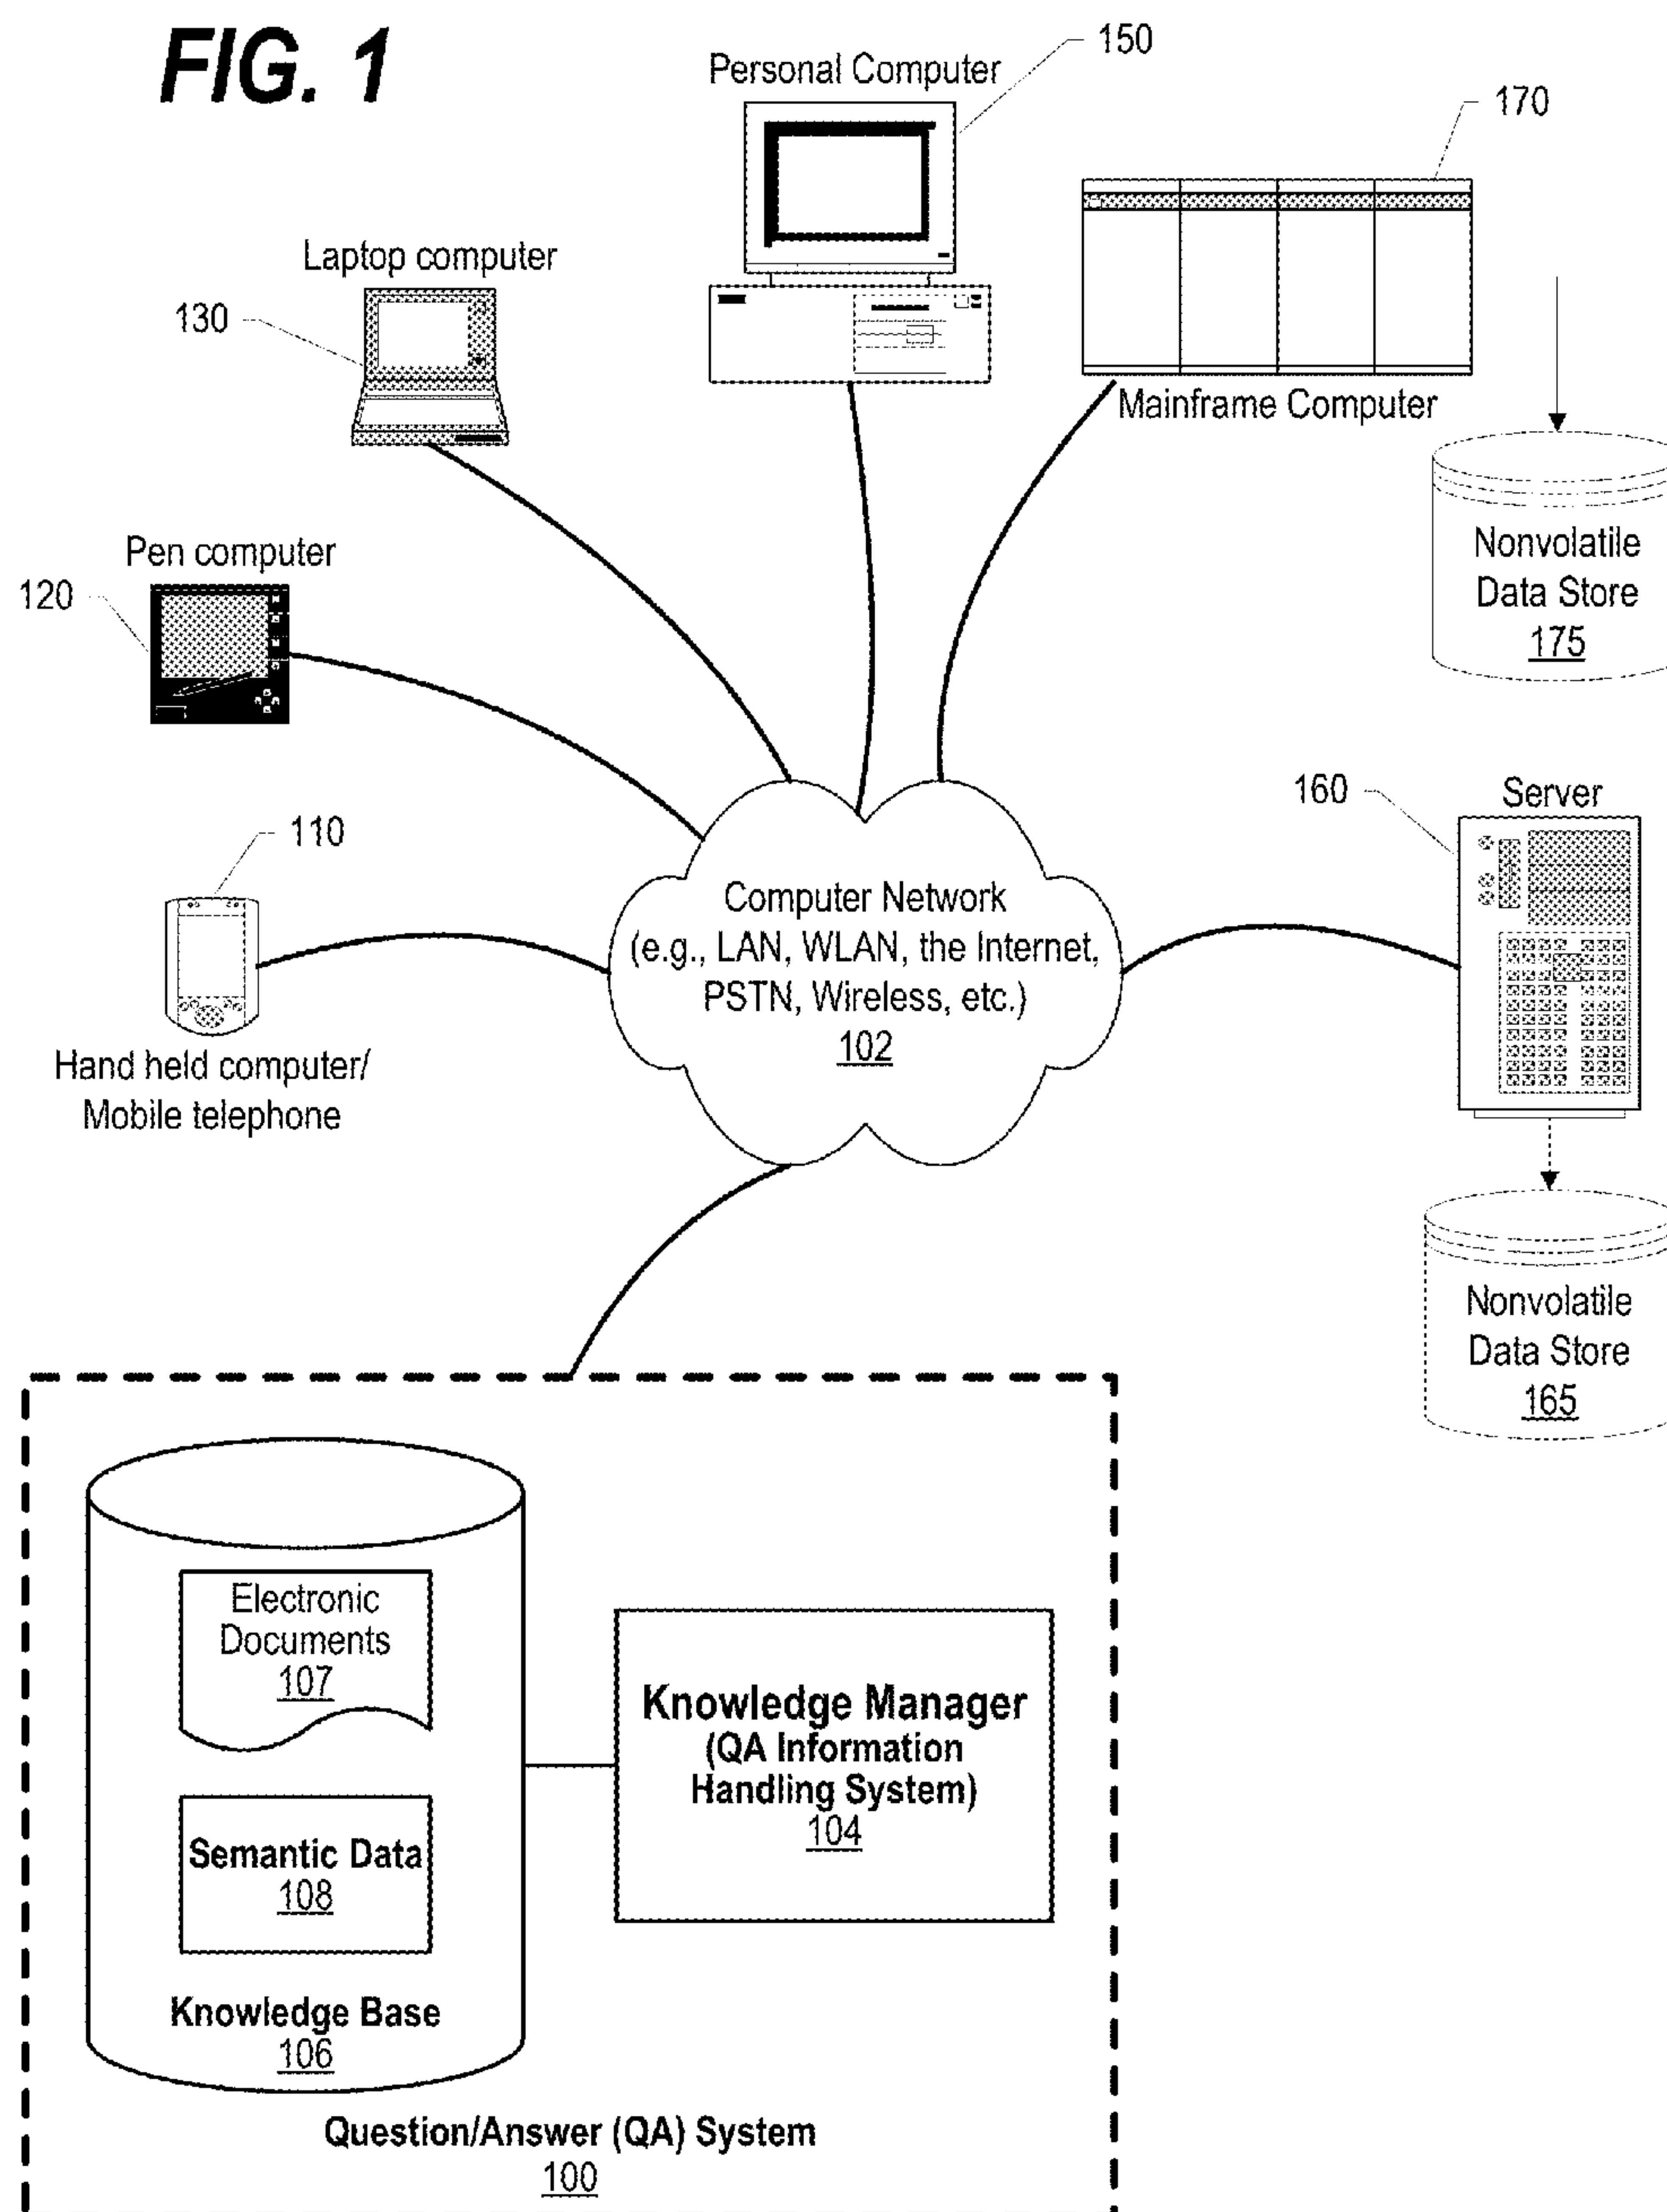 FIG. 1
150
Personal Computer
170
Laptop computer
130
Mainframe Computer
Nonvolatile
Data Store
175
Pen computer
120
160
Server
110
Computer Network
(e.g., LAN, WLAN, the Internet,
PSTN, Wireless, etc.)
102
Hand held computer/
Mobile telephone
Nonvolatile
Data Store
165
Electronic
Documents
107
Knowledge Manager
(QA Information
Handling System)
104
Semantic Data
108
Knowledge Base
106
Question/Answer (QA) System
100